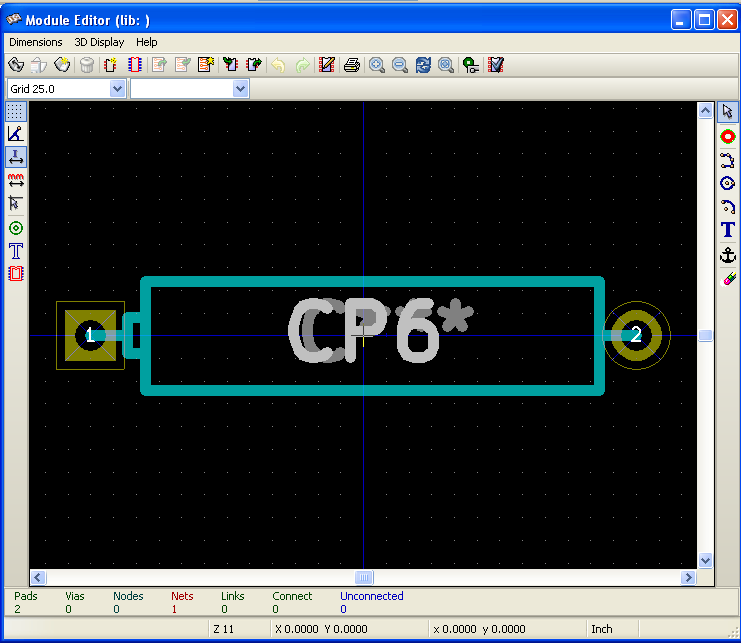 Module Editor (lib: )
Dimensions 3D Display Help
Grid 25.0
1 CP6* 2
Pads Vias Nodes Nets Links Connect Unconnected
2 0 0 1 0 0 0
Z 11 X 0.0000 Y 0.0000 x 0.0000 y 0.0000 Inch